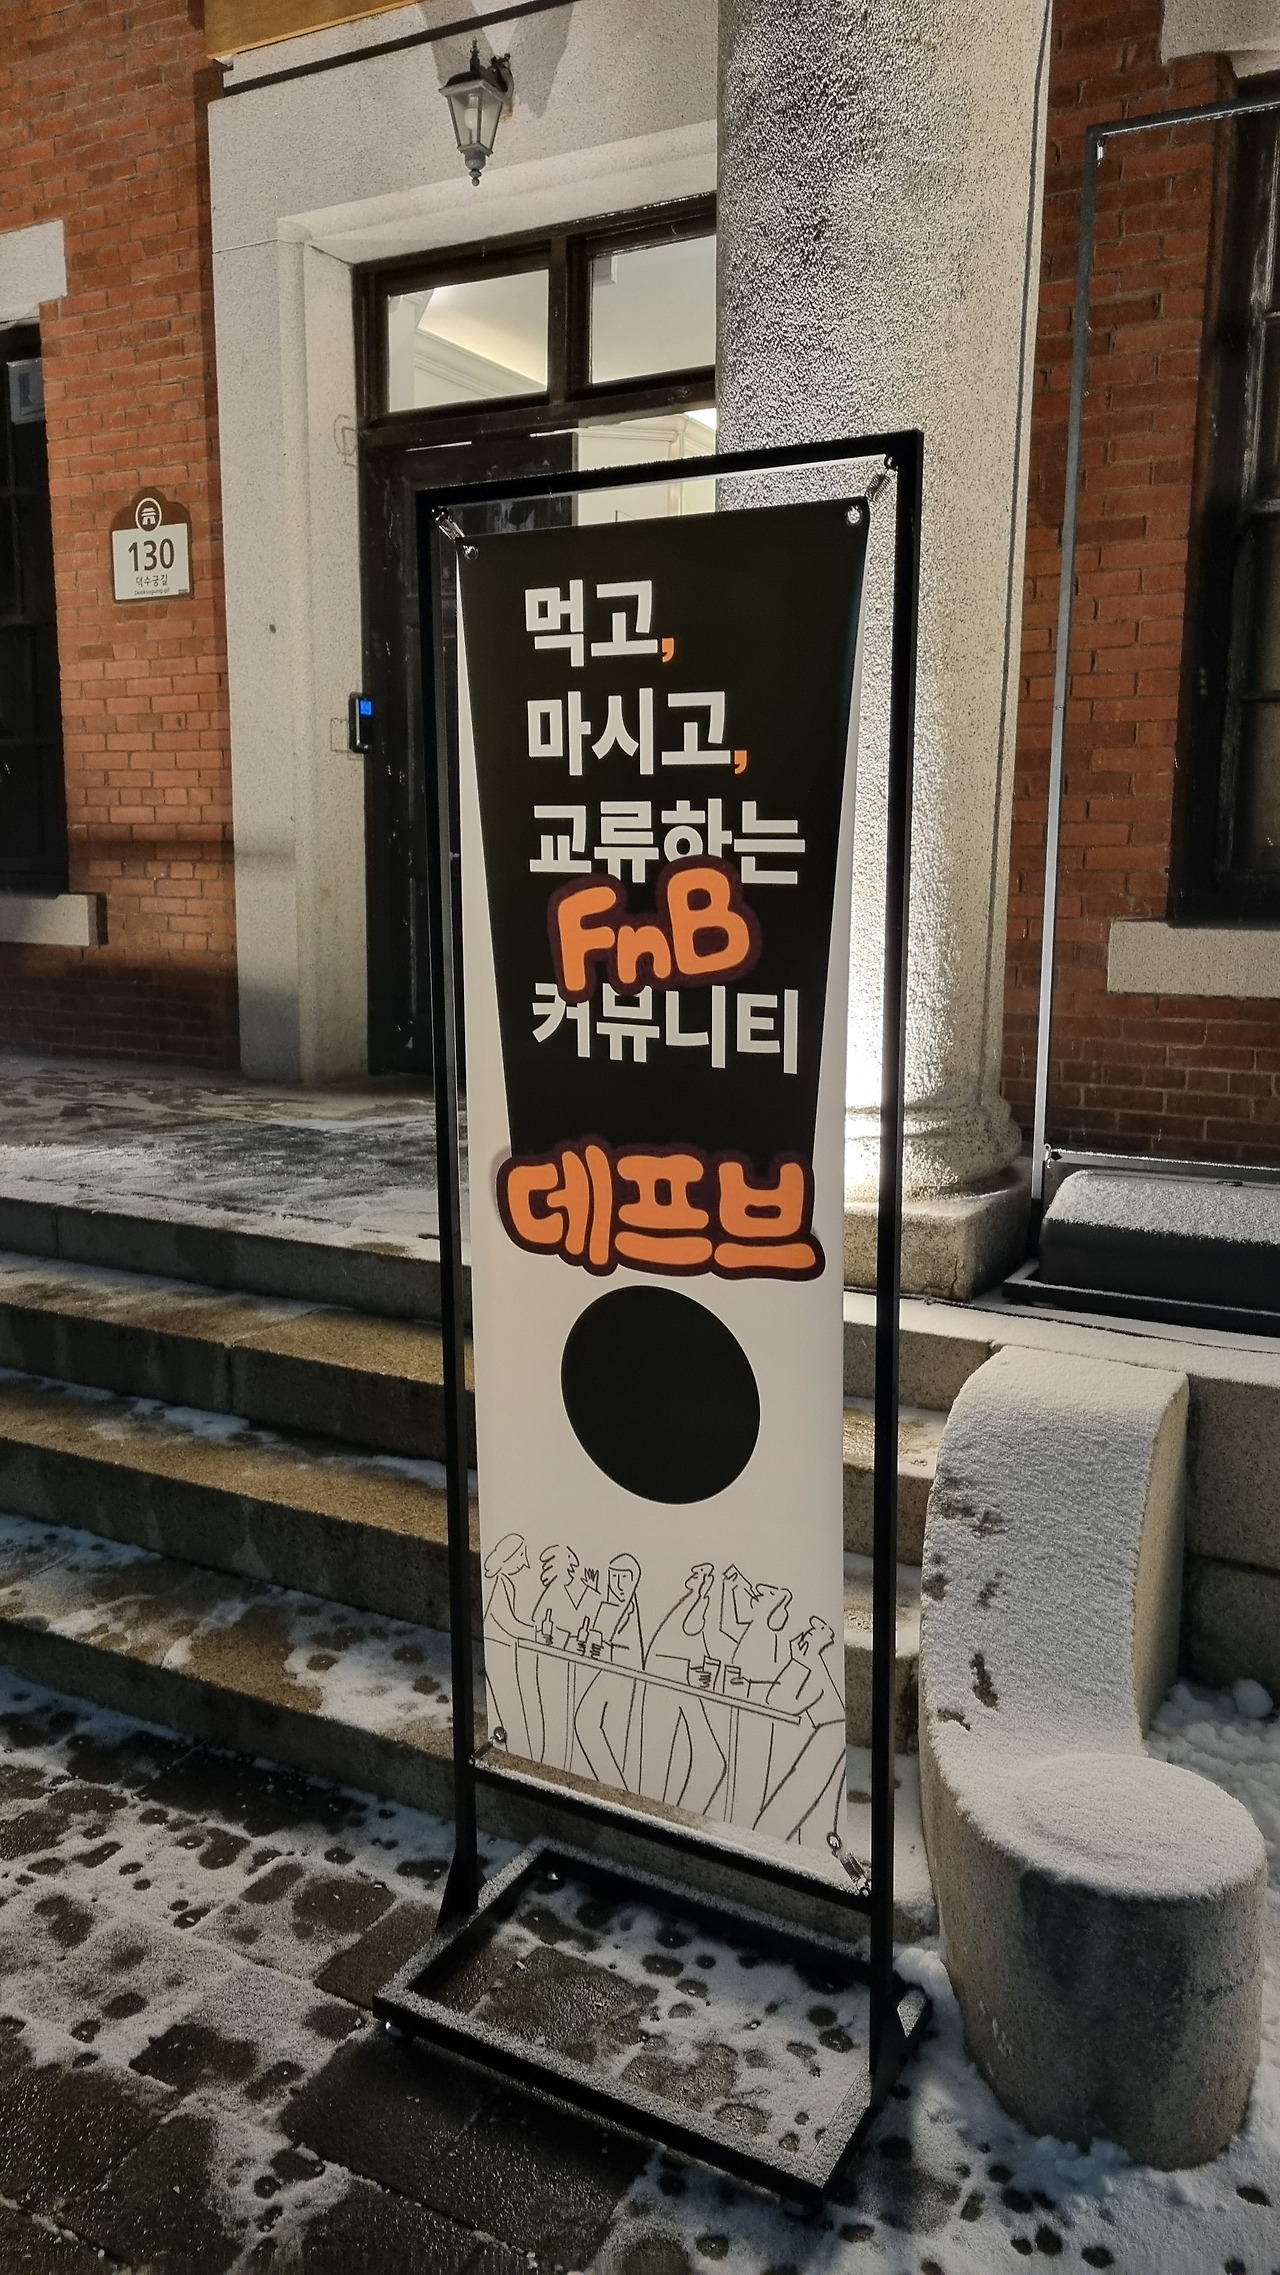 130
덕수궁길
Deoksugung-gil
먹고,
마시고,
교류하는
FnB
커뮤니티
데프브